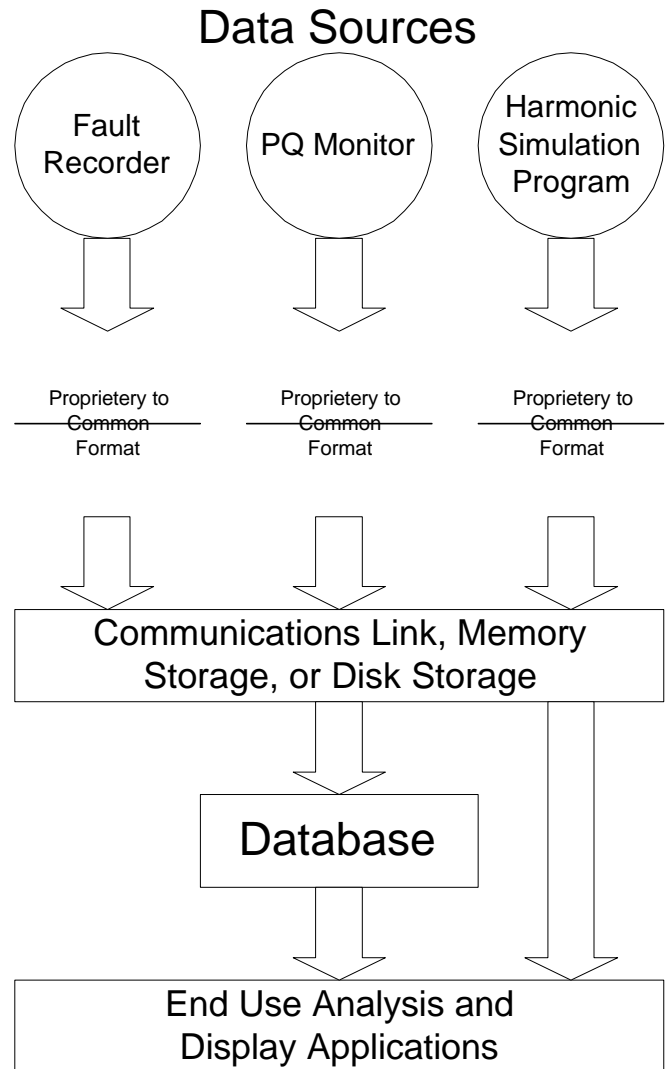 Data Sources
Fault
Recorder
PQ Monitor
Harmonic
Simulation
Program
Proprietery to
Common
Format
Proprietery to
Common
Format
Proprietery to
Common
Format
Communications Link, Memory
Storage, or Disk Storage
Database
End Use Analysis and
Display Applications